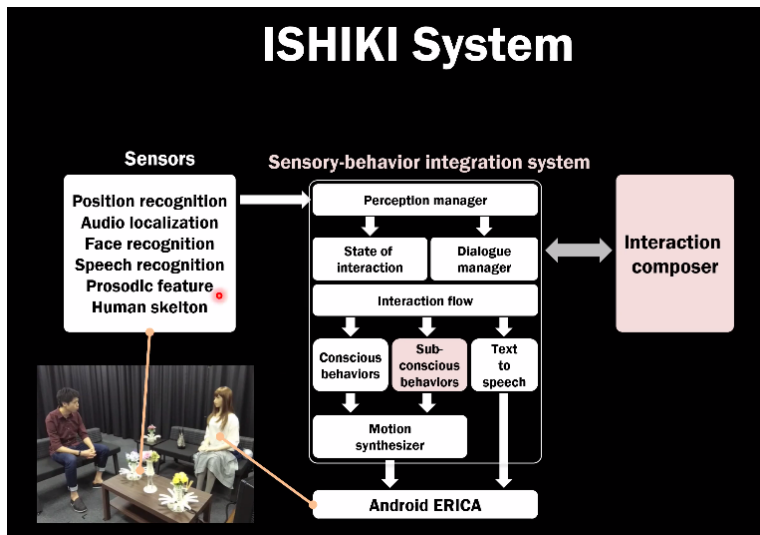 ISHIKI System
Sensors
Position recognition
Audio localization
Face recognition
Speech recognition
Prosodic feature
Human skelton
Sensory-behavior integration system
Perception manager
State of
interaction
Dialogue
manager
Interaction flow
Conscious
behaviors
Sub-
conscious
behaviors
Text
to
speech
Motion
synthesizer
Android ERICA
Interaction
composer